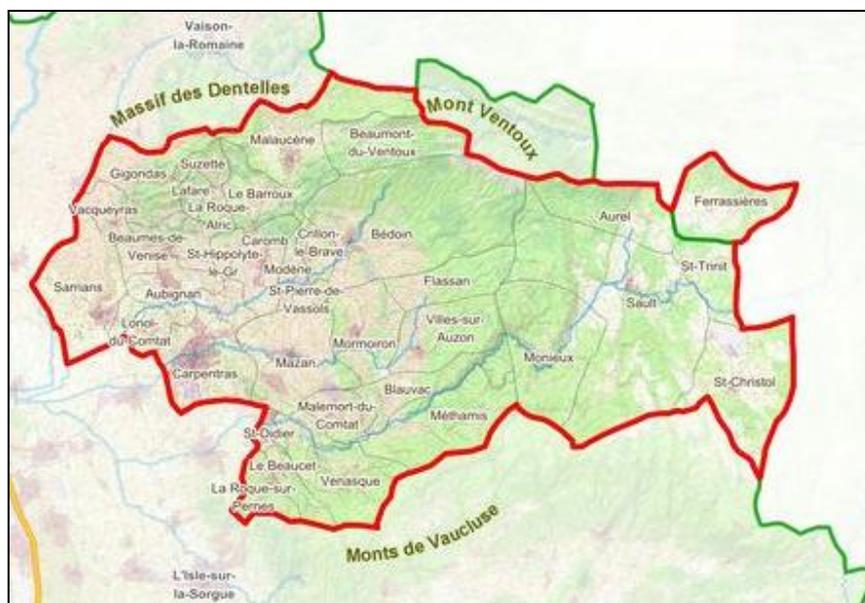 Vaison-
la-Romaine
Massif des Dentelles
Mont Ventoux
Malaucène
Beaumont-
du-Ventoux
Suzette
Gigondas
Lafare
Le Barroux
Ferrassières
Vacqueyras
La Roque-
Alric
Aurel
Beaumes-de-
Venise
Caromb
Crillon-
le-Brave
Bédoin
St-Hippolyte-
le-Gr
St-Trinit
Modène
Sarrians
Aubignan
St-Pierre-de-
Vassols
Flassan
Sault
Loriol-
du-Comtat
Villes-sur-
Auzon
Mormoiron
Mazan
Monieux
Carpentras
St-Christol
Blauvac
Malemort-du-
Comtat
Méthamis
St-Didier
Le Beaucet
Venasque
La Roque-sur-
Pernes
Monts de Vaucluse
L'Isle-sur-
la-Sorgue